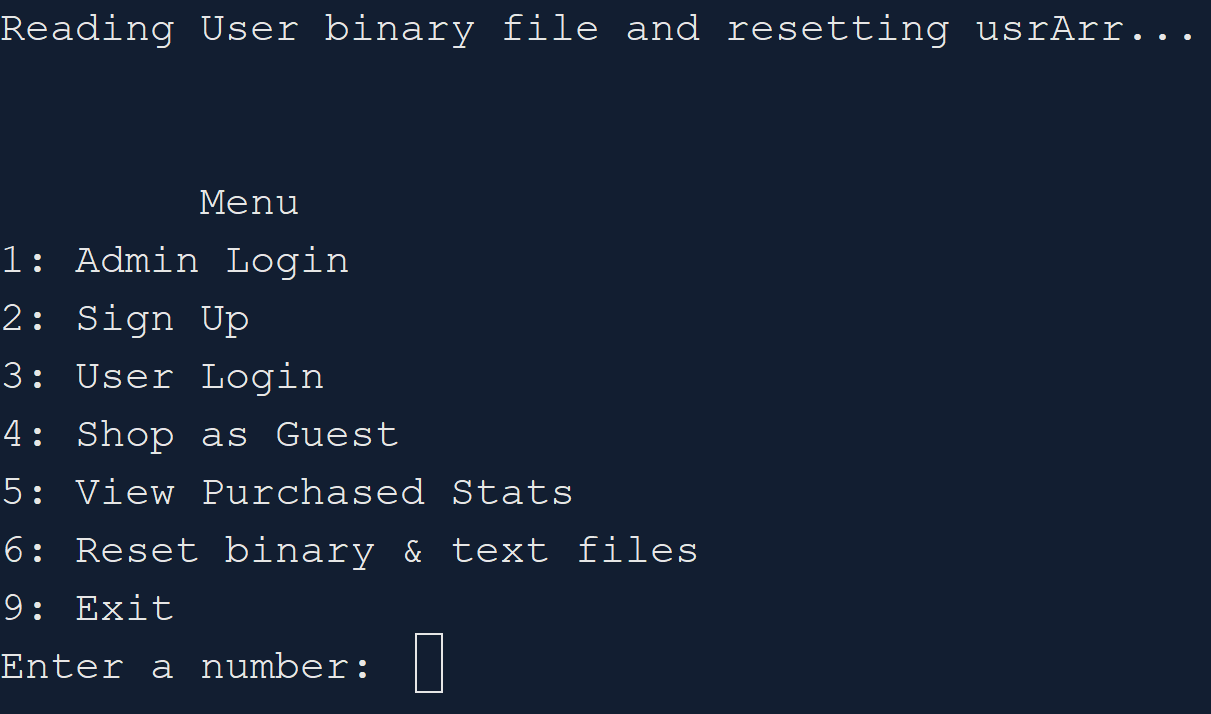 Reading User binary file and resetting usrArr...
Menu
1: Admin Login
2: Sign Up
3: User Login
4: Shop as Guest
5: View Purchased Stats
6: Reset binary & text files
9: Exit
Enter a number: